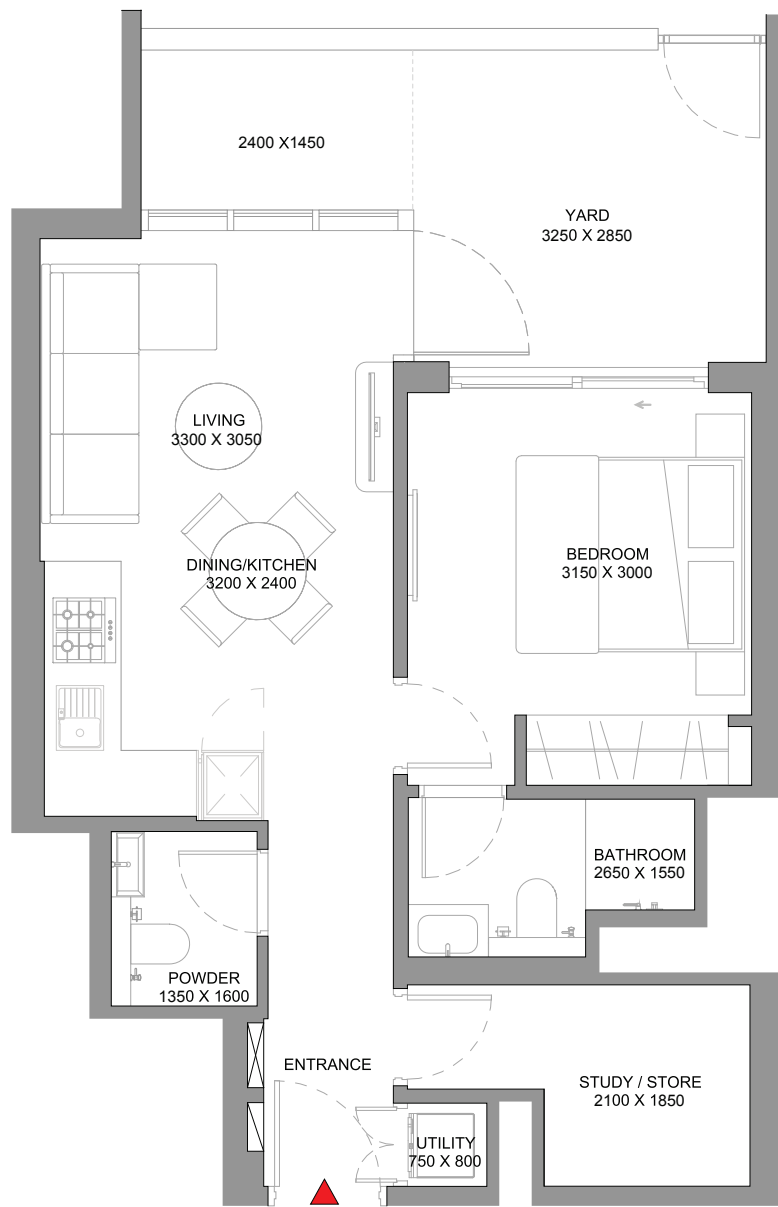 2400 X1450
YARD
3250 X 2850
LIVING
3300 X 3050
DINING/KITCHEN
3200 X 2400
BEDROOM
3150 X 3000
BATHROOM
2650 X 1550
POWDER
1350 X 1600
ENTRANCE
STUDY / STORE
2100 X 1850
UTILITY
750 X 800